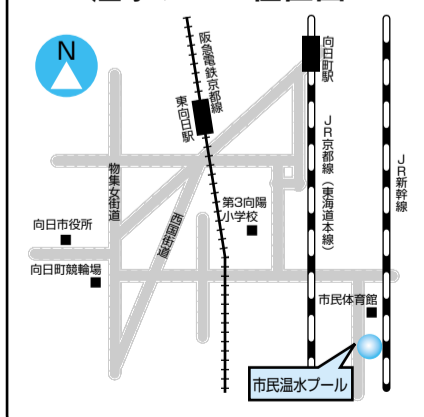 N
阪急電鉄京都線
東向日駅
向日町駅
JR京都線(東海道本線)
JR新幹線
物集女街道
西国街道
第3向陽
小学校
向日市役所
向日町競輪場
市民体育館
市民温水プール